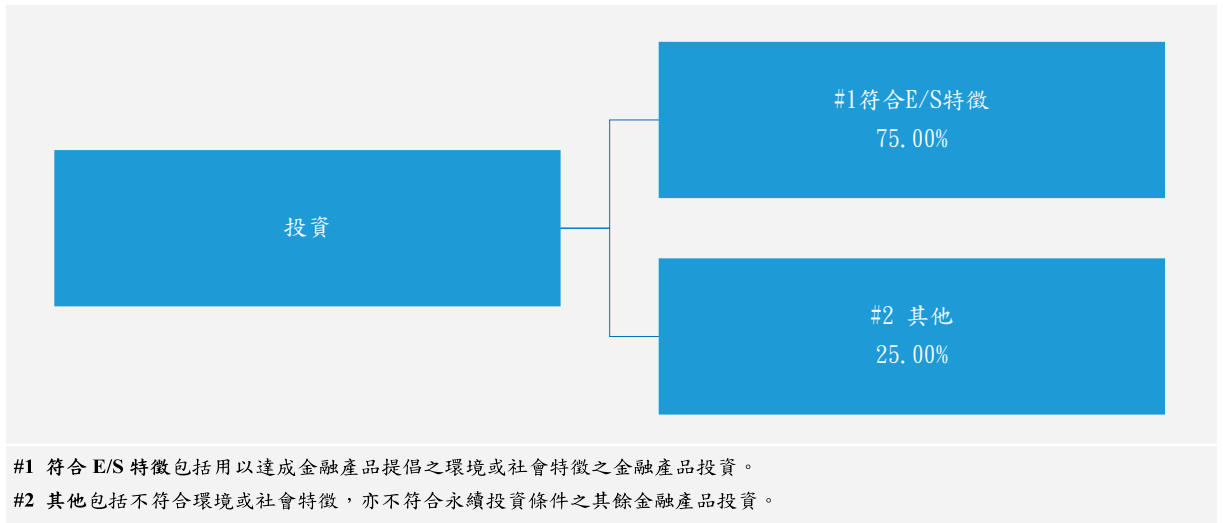 #1符合E/S特徵
75.00%
投資
#2 其他
25.00%
#1 符合 E/S 特徵包括用以達成金融產品提倡之環境或社會特徵之金融產品投資。
#2 其他包括不符合環境或社會特徵，亦不符合永續投資條件之其餘金融產品投資。